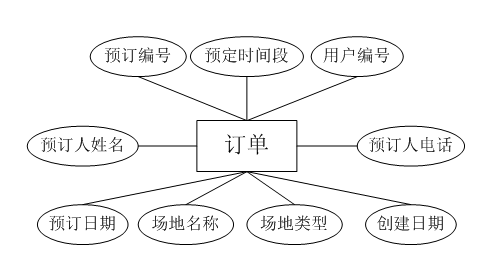 预订编号
预定时间段
用户编号
预订人姓名
订单
预订人电话
预订日期
场地名称
场地类型
创建日期